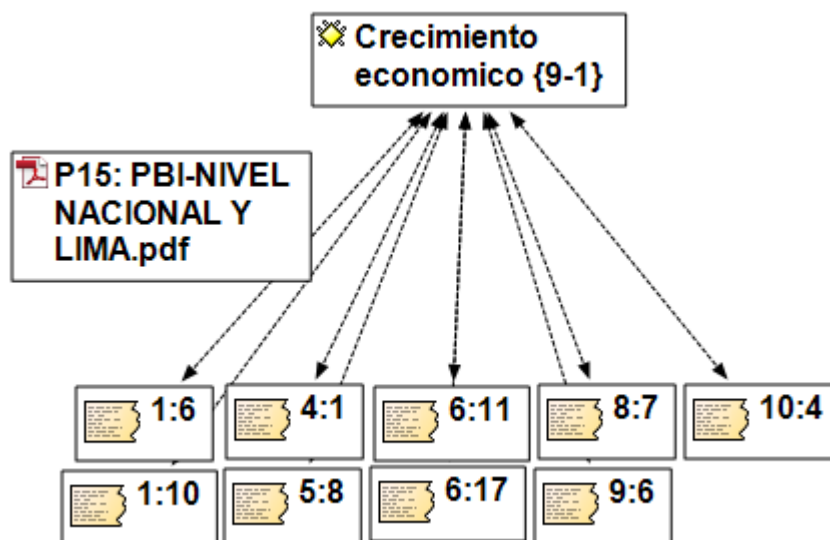 Crecimiento
economico {9-1}
P15: PBI-NIVEL
NACIONAL Y
LIMA.pdf
1:6
4:1
6:11
8:7
10:4
1:10
5:8
6:17
9:6